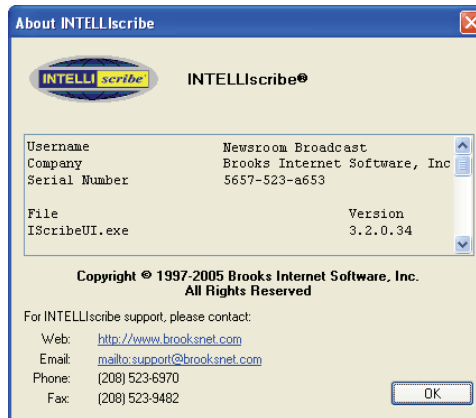 About INTELLIscribe
INTELLI scribe®
INTELLIscribe®
Username Newsroom Broadcast
Company Brooks Internet Software, Inc
Serial Number 5657-523-a653
File Version
IScribeUI.exe 3.2.0.34
Copyright © 1997-2005 Brooks Internet Software, Inc.
All Rights Reserved
For INTELLIscribe support, please contact:
Web: http://www.brooksnet.com
Email: mailto:support@brooksnet.com
Phone: (208) 523-6970
Fax: (208) 523-9482
OK